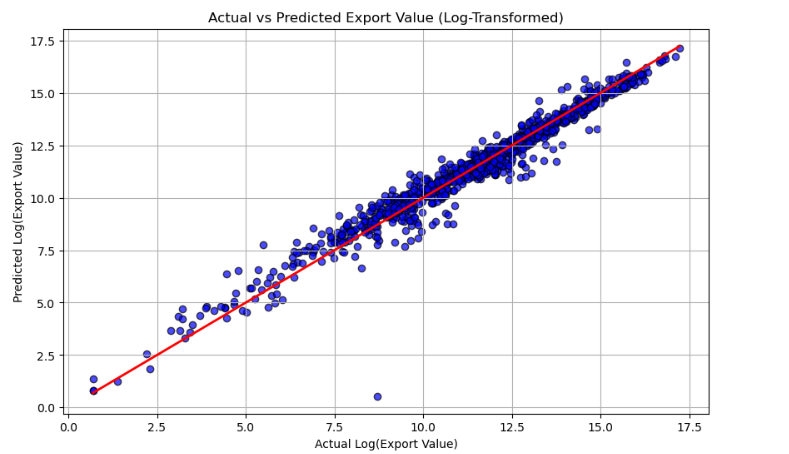 Actual vs Predicted Export Value (Log-Transformed)
17.5
15.0
12.5
10.0
7.5
5.0
2.5
0.0
Predicted Log(Export Value)
0.0 2.5 5.0 7.5 10.0 12.5 15.0 17.5
Actual Log(Export Value)